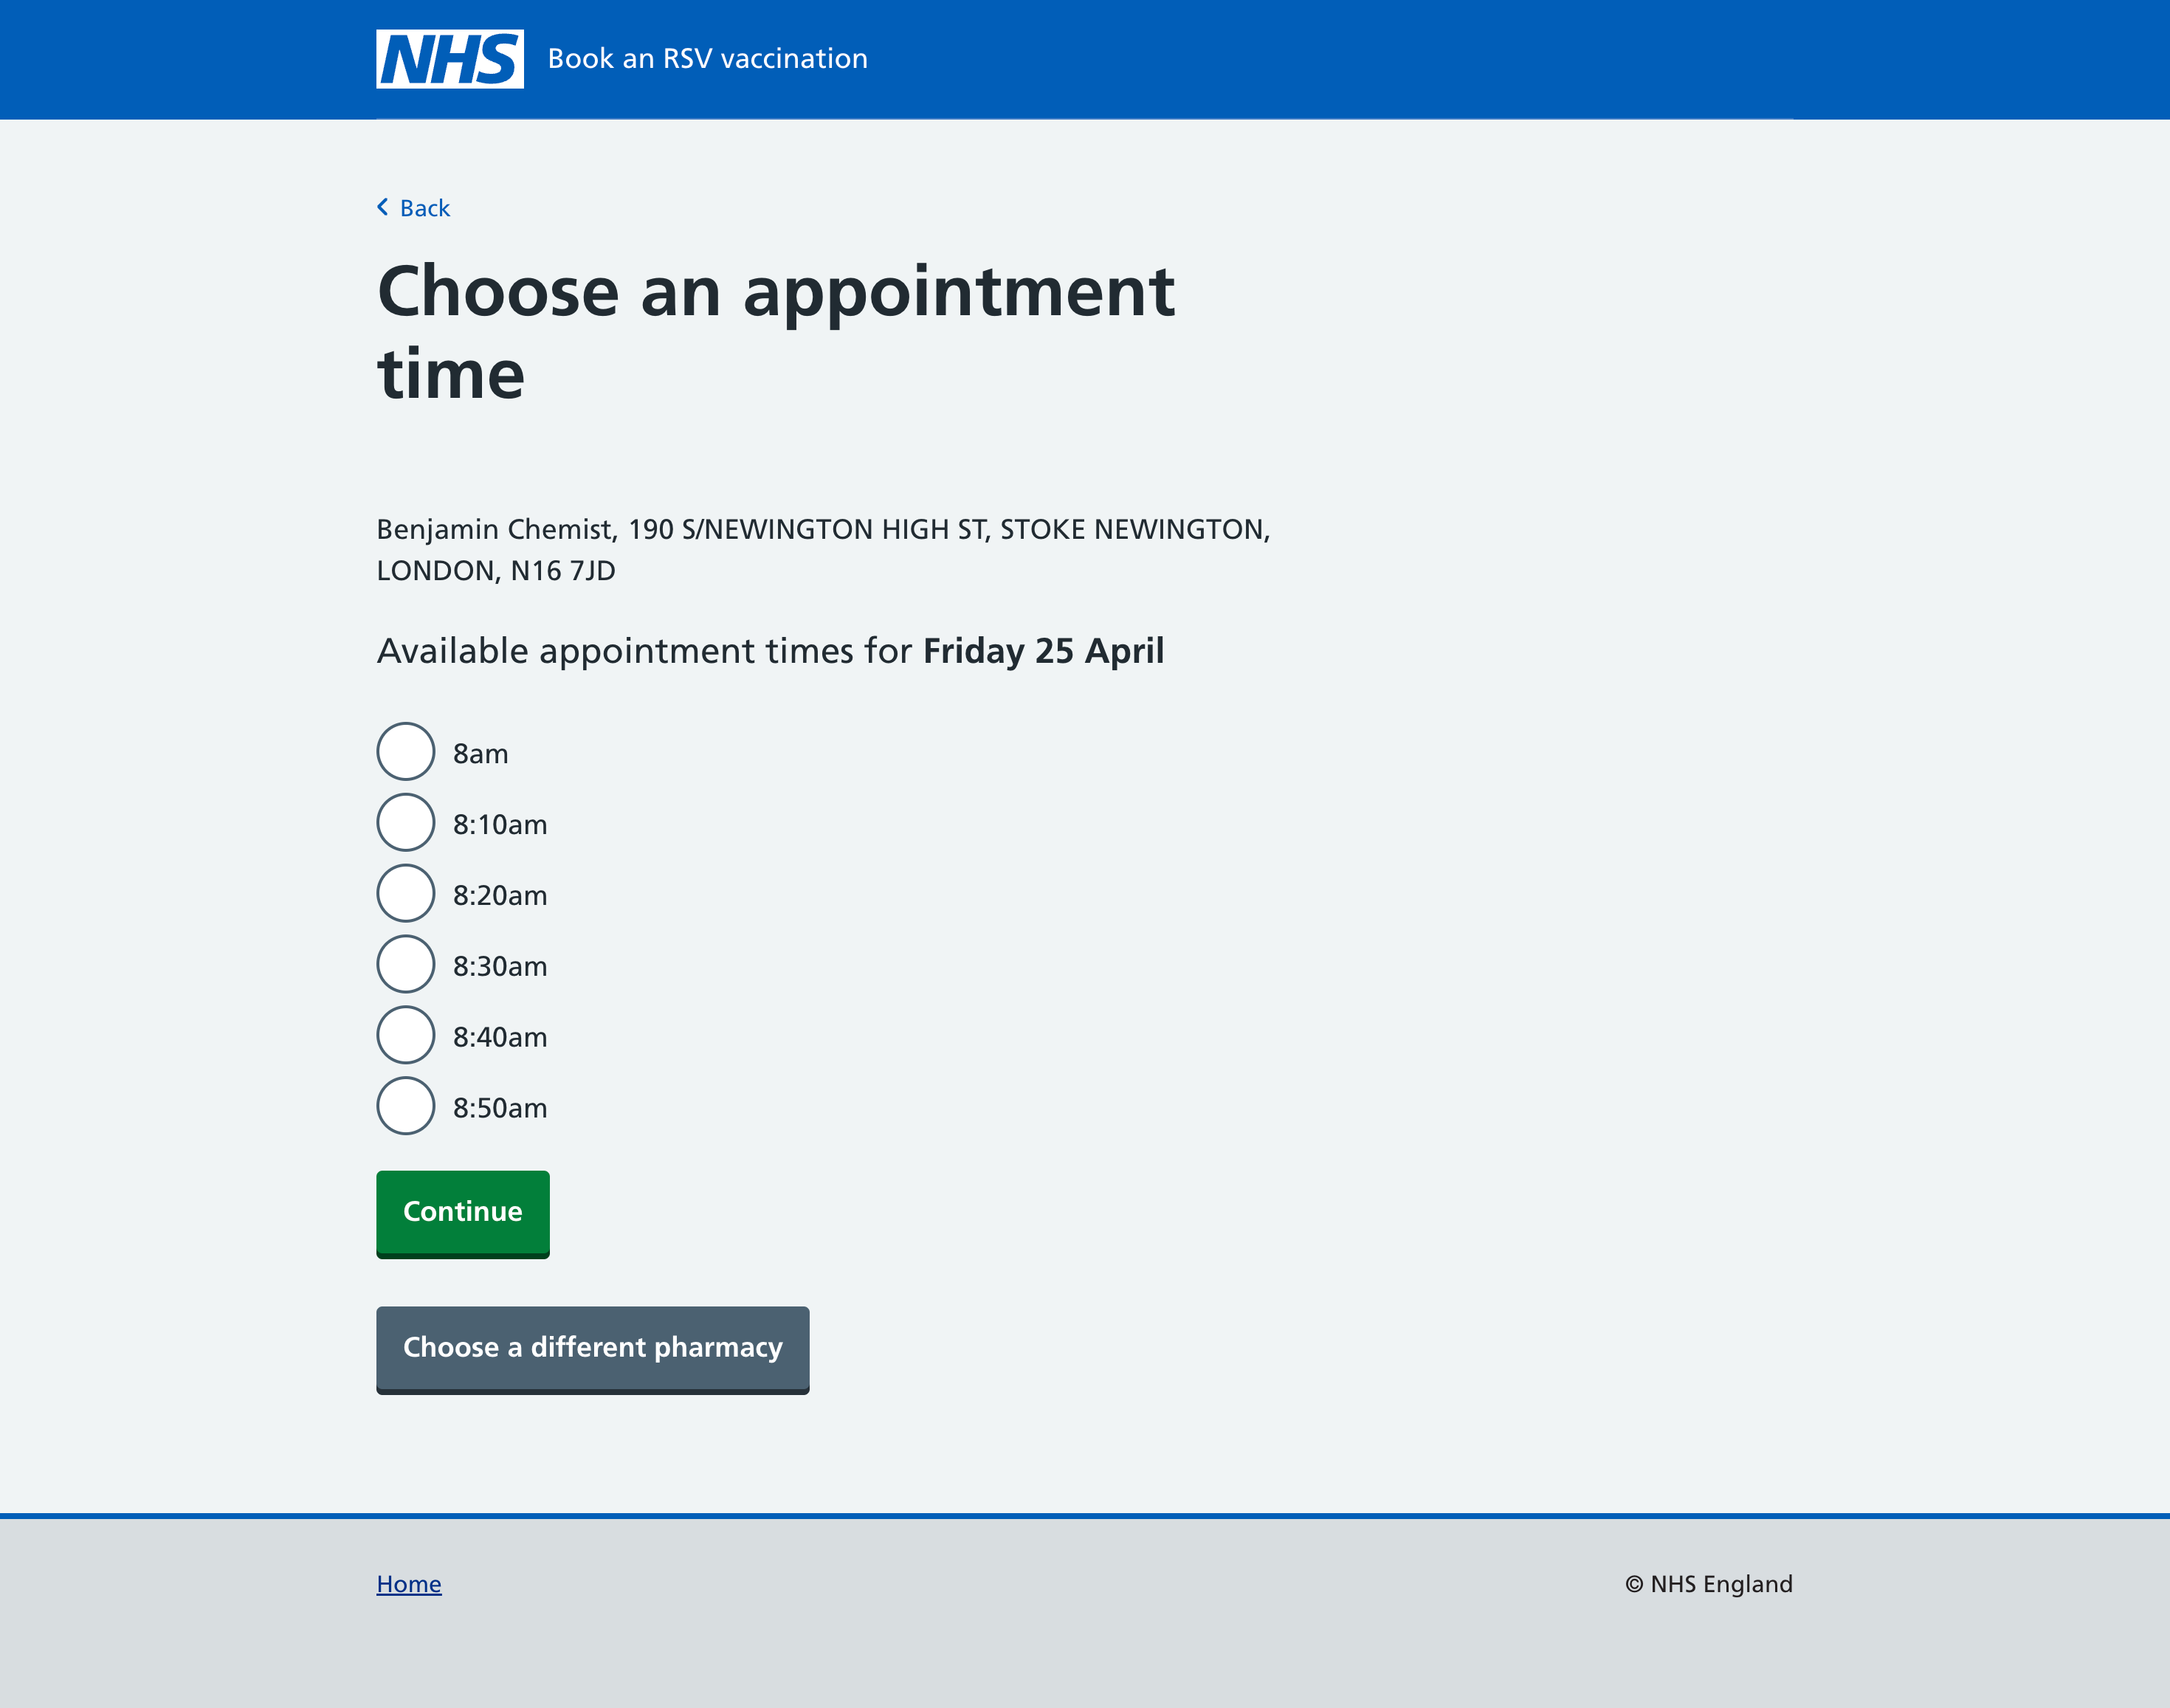 NHS Book an RSV vaccination
Back
Choose an appointment
time
Benjamin Chemist, 190 S/NEWINGTON HIGH ST, STOKE NEWINGTON,
LONDON, N16 7JD
Available appointment times for Friday 25 April
8am
8:10am
8:20am
8:30am
8:40am
8:50am
Continue
Choose a different pharmacy
Home © NHS England